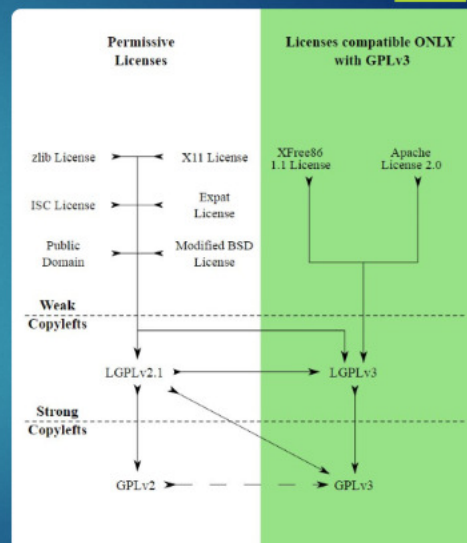 Permissive
Licenses
Licenses compatible ONLY
with GPLv3
zlib License
X11 License
XFree86
1.1 License
Apache
License 2.0
ISC License
Expat
License
Public
Domain
Modified BSD
License
Weak
Copylefts
LGPLv2.1
LGPLv3
Strong
Copylefts
GPLv2
GPLv3